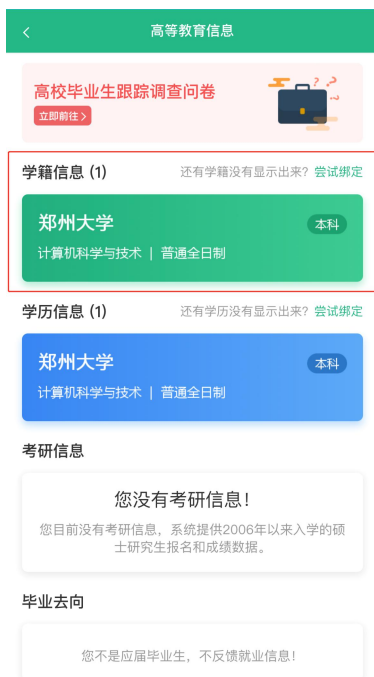 高等教育信息
高校毕业生跟踪调查问卷
立即前往>
学籍信息 (1) 还有学籍没有显示出来? 尝试绑定
郑州大学 本科
计算机科学与技术 | 普通全日制
学历信息 (1) 还有学历没有显示出来? 尝试绑定
郑州大学 本科
计算机科学与技术 | 普通全日制
考研信息
您没有考研信息!
您目前没有考研信息，系统提供2006年以来入学的硕
士研究生报名和成绩数据。
毕业去向
您不是应届毕业生，不反馈就业信息!